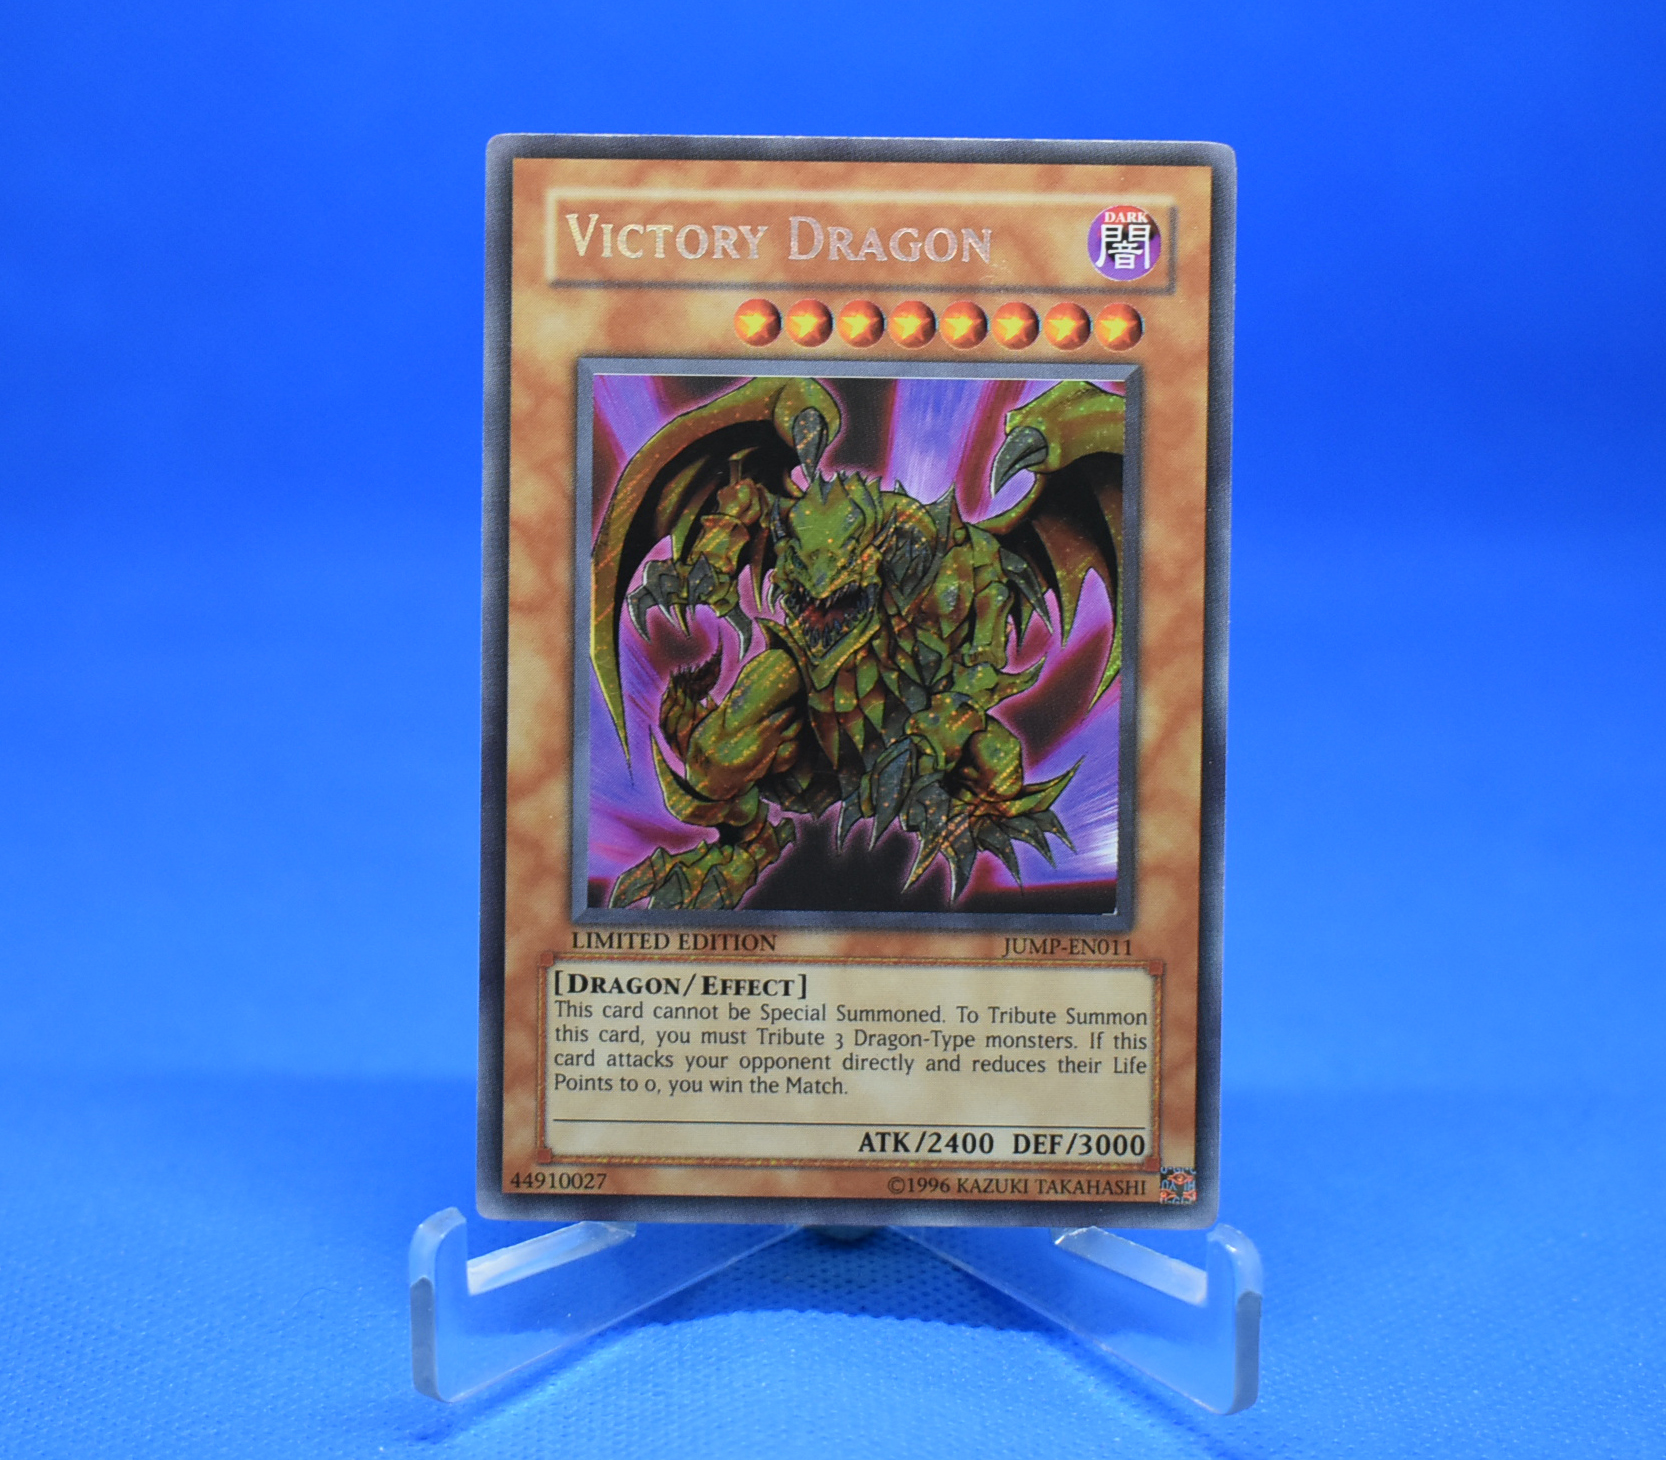 VICTORY DRAGON
DARK
闇
LIMITED EDITION JUMP-EN011
[DRAGON/EFFECT]
This card cannot be Special Summoned. To Tribute Summon
this card, you must Tribute 3 Dragon-Type monsters. If this
card attacks your opponent directly and reduces their Life
Points to 0, you win the Match.
ATK/2400 DEF/3000
44910027 ©1996 KAZUKI TAKAHASHI